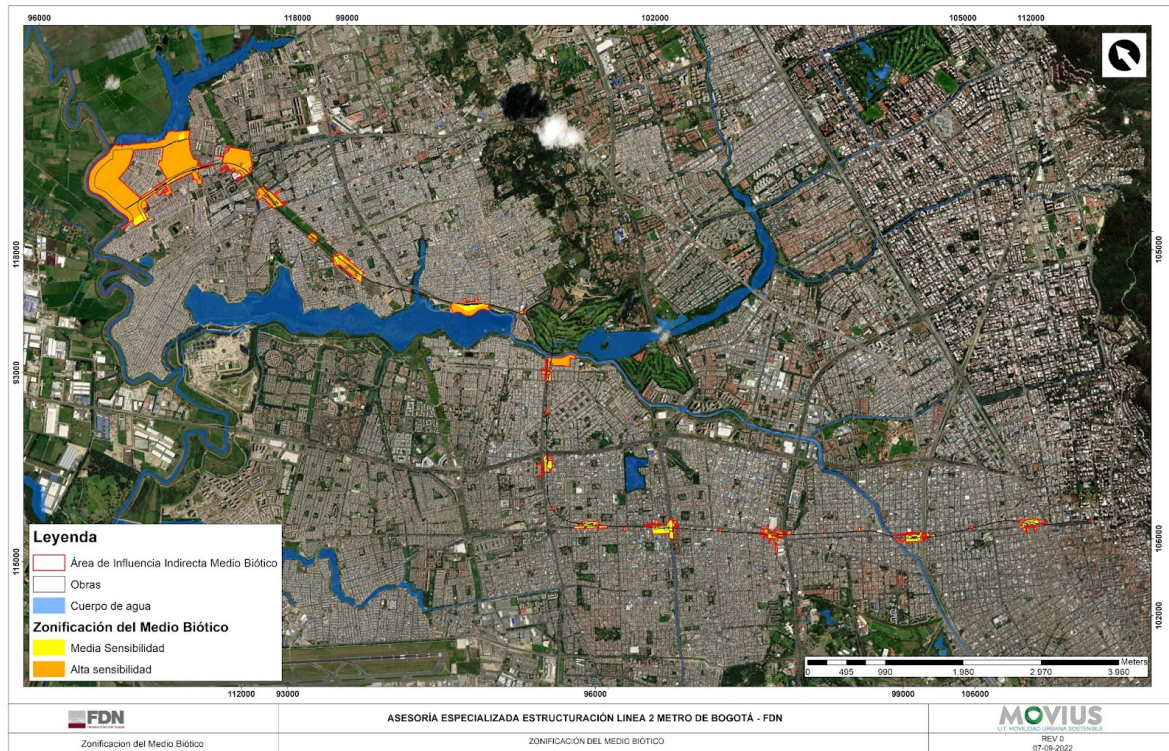 96000 118000 99000 102000 105000 112000
118000
105000
93000
115000
106000
102000
Leyenda
Área de Influencia Indirecta Medio Biótico
Obras
Cuerpo de agua
Zonificación del Medio Biótico
Media Sensibilidad
Alta sensibilidad
Meters
0 495 990 1.980 2.970 3.960
112000 93000 96000 99000 106000
FDN
ASESORÍA ESPECIALIZADA ESTRUCTURACIÓN LINEA 2 METRO DE BOGOTÁ - FDN
MOVIUS
U.T. MOVILIDAD URBANA SOSTENIBLE
Zonificacion del Medio Biótico
ZONIFICACIÓN DEL MEDIO BIÓTICO
REV 0
07-09-2022